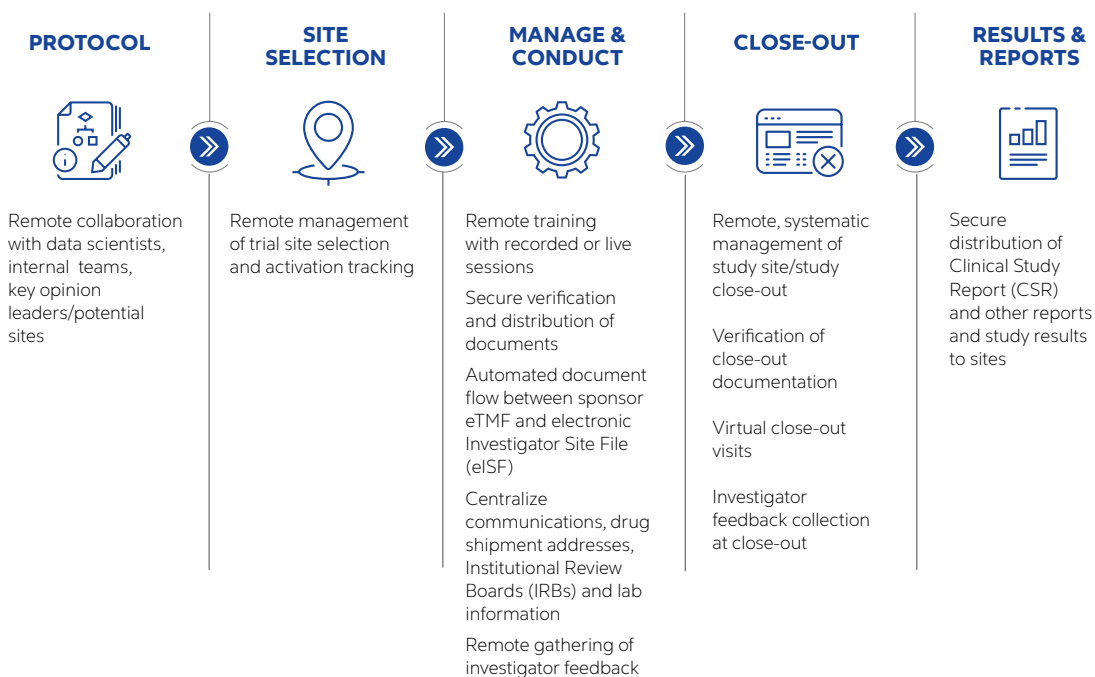 PROTOCOL
Remote collaboration
with data scientists,
internal teams,
key opinion
leaders/potential
sites
SITE
SELECTION
Remote management
of trial site selection
and activation tracking
MANAGE &
CONDUCT
Remote training
with recorded or live
sessions
Secure verification
and distribution of
documents
Automated document
flow between sponsor
eTMF and electronic
Investigator Site File
(eISF)
Centralize
communications, drug
shipment addresses,
Institutional Review
Boards (IRBs) and lab
information
Remote gathering of
investigator feedback
CLOSE-OUT
Remote, systematic
management of
study site/study
close-out
Verification of
close-out
documentation
Virtual close-out
visits
Investigator
feedback collection
at close-out
RESULTS &
REPORTS
Secure
distribution of
Clinical Study
Report (CSR)
and other reports
and study results
to sites